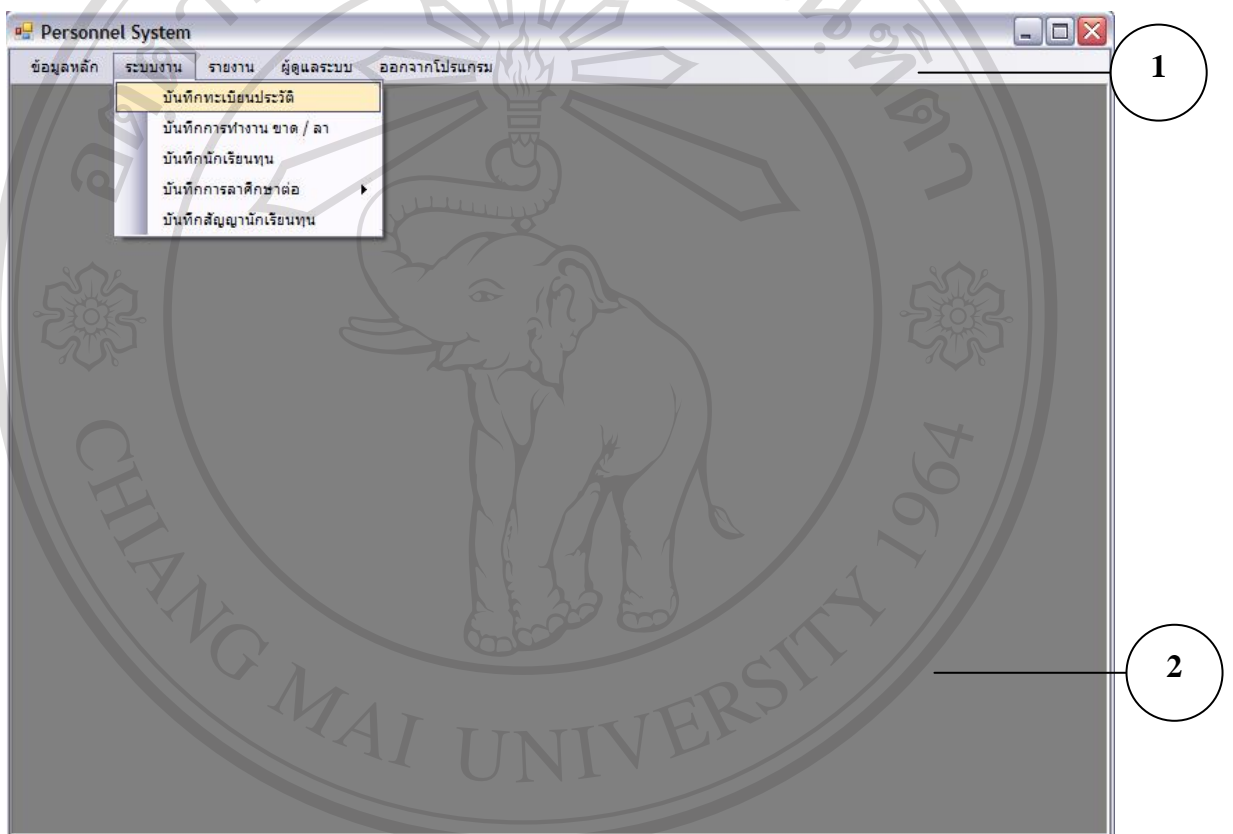 Personnel System
ข้อมูลหลัก ระบบงาน รายงาน ผู้ดูแลระบบ ออกจากโปรแกรม
1
บันทึกทะเบียนประวัติ
บันทึกการทำงาน ขาด / ลา
บันทึกนักเรียนทุน
บันทึกการลาศึกษาต่อ
บันทึกสัญญานักเรียนทุน
2
CHIANG MAI UNIVERSITY 1964